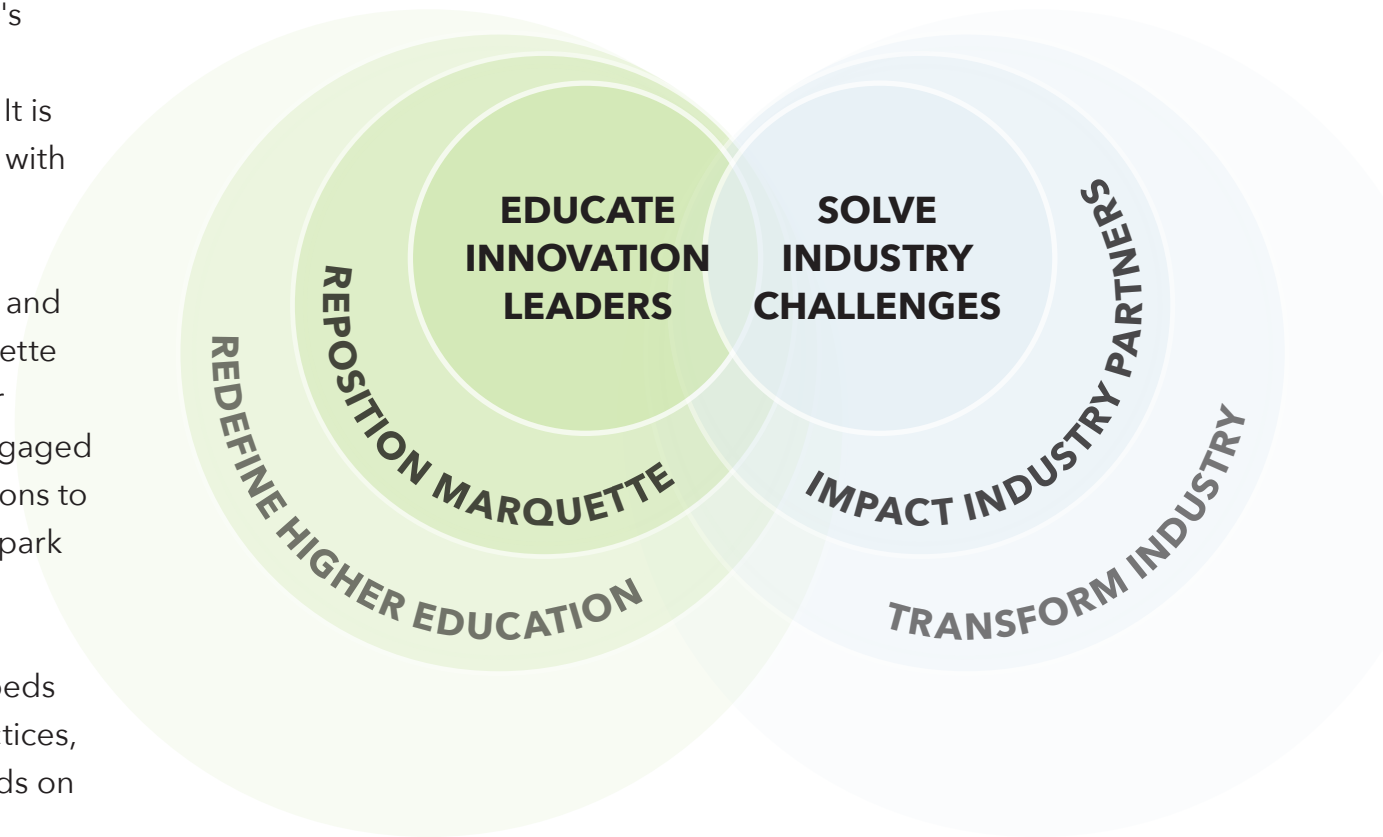 's
It is
with
and
ette
r
gaged
ons to
park
eds
tices,
ds on
EDUCATE
INNOVATION
LEADERS
REPOSITION MARQUETTE
REDEFINE HIGHER EDUCATION
SOLVE
INDUSTRY
CHALLENGES
IMPACT INDUSTRY PARTNERS
TRANSFORM INDUSTRY